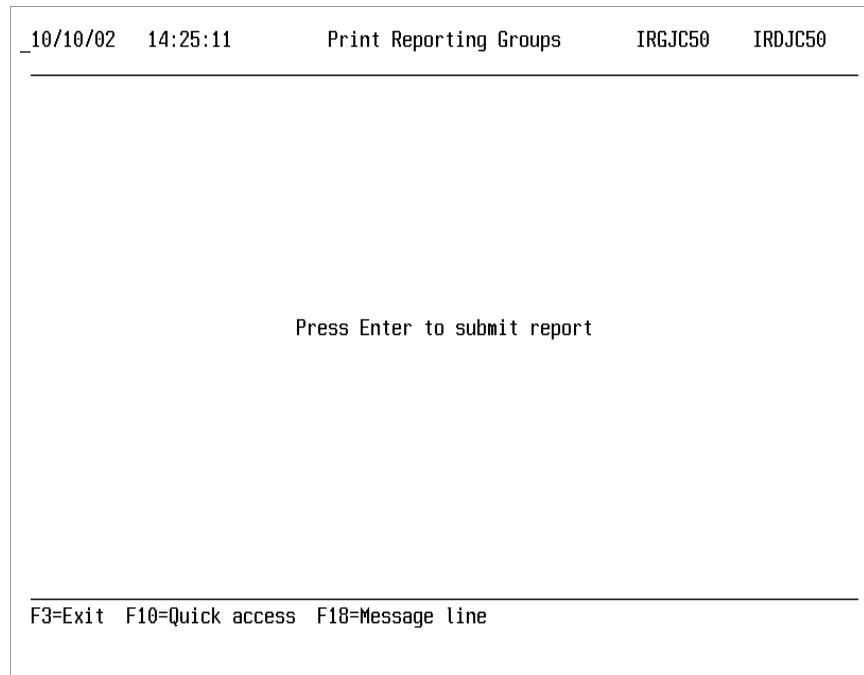 _10/10/02 14:25:11 Print Reporting Groups IRGJC50 IRDJC50
Press Enter to submit report
F3=Exit F10=Quick access F18=Message line